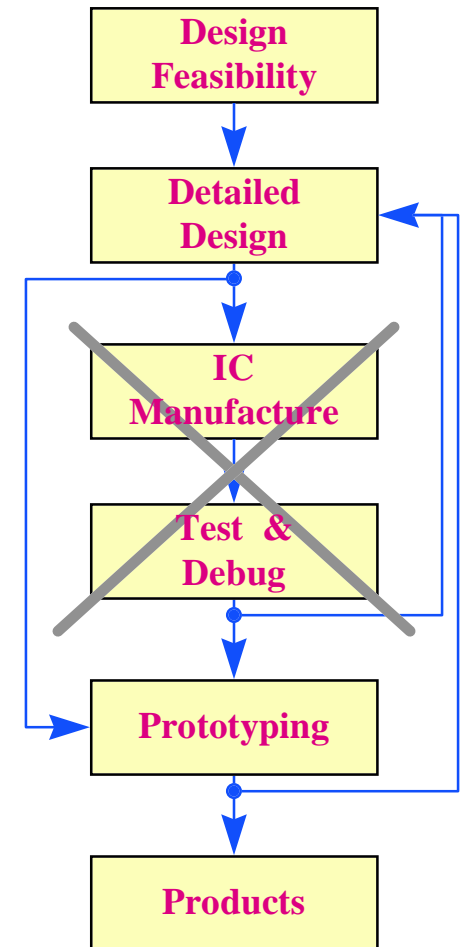 Design
Feasibility
Detailed
Design
IC
Manufacture
Test & 
Debug
Prototyping
Products